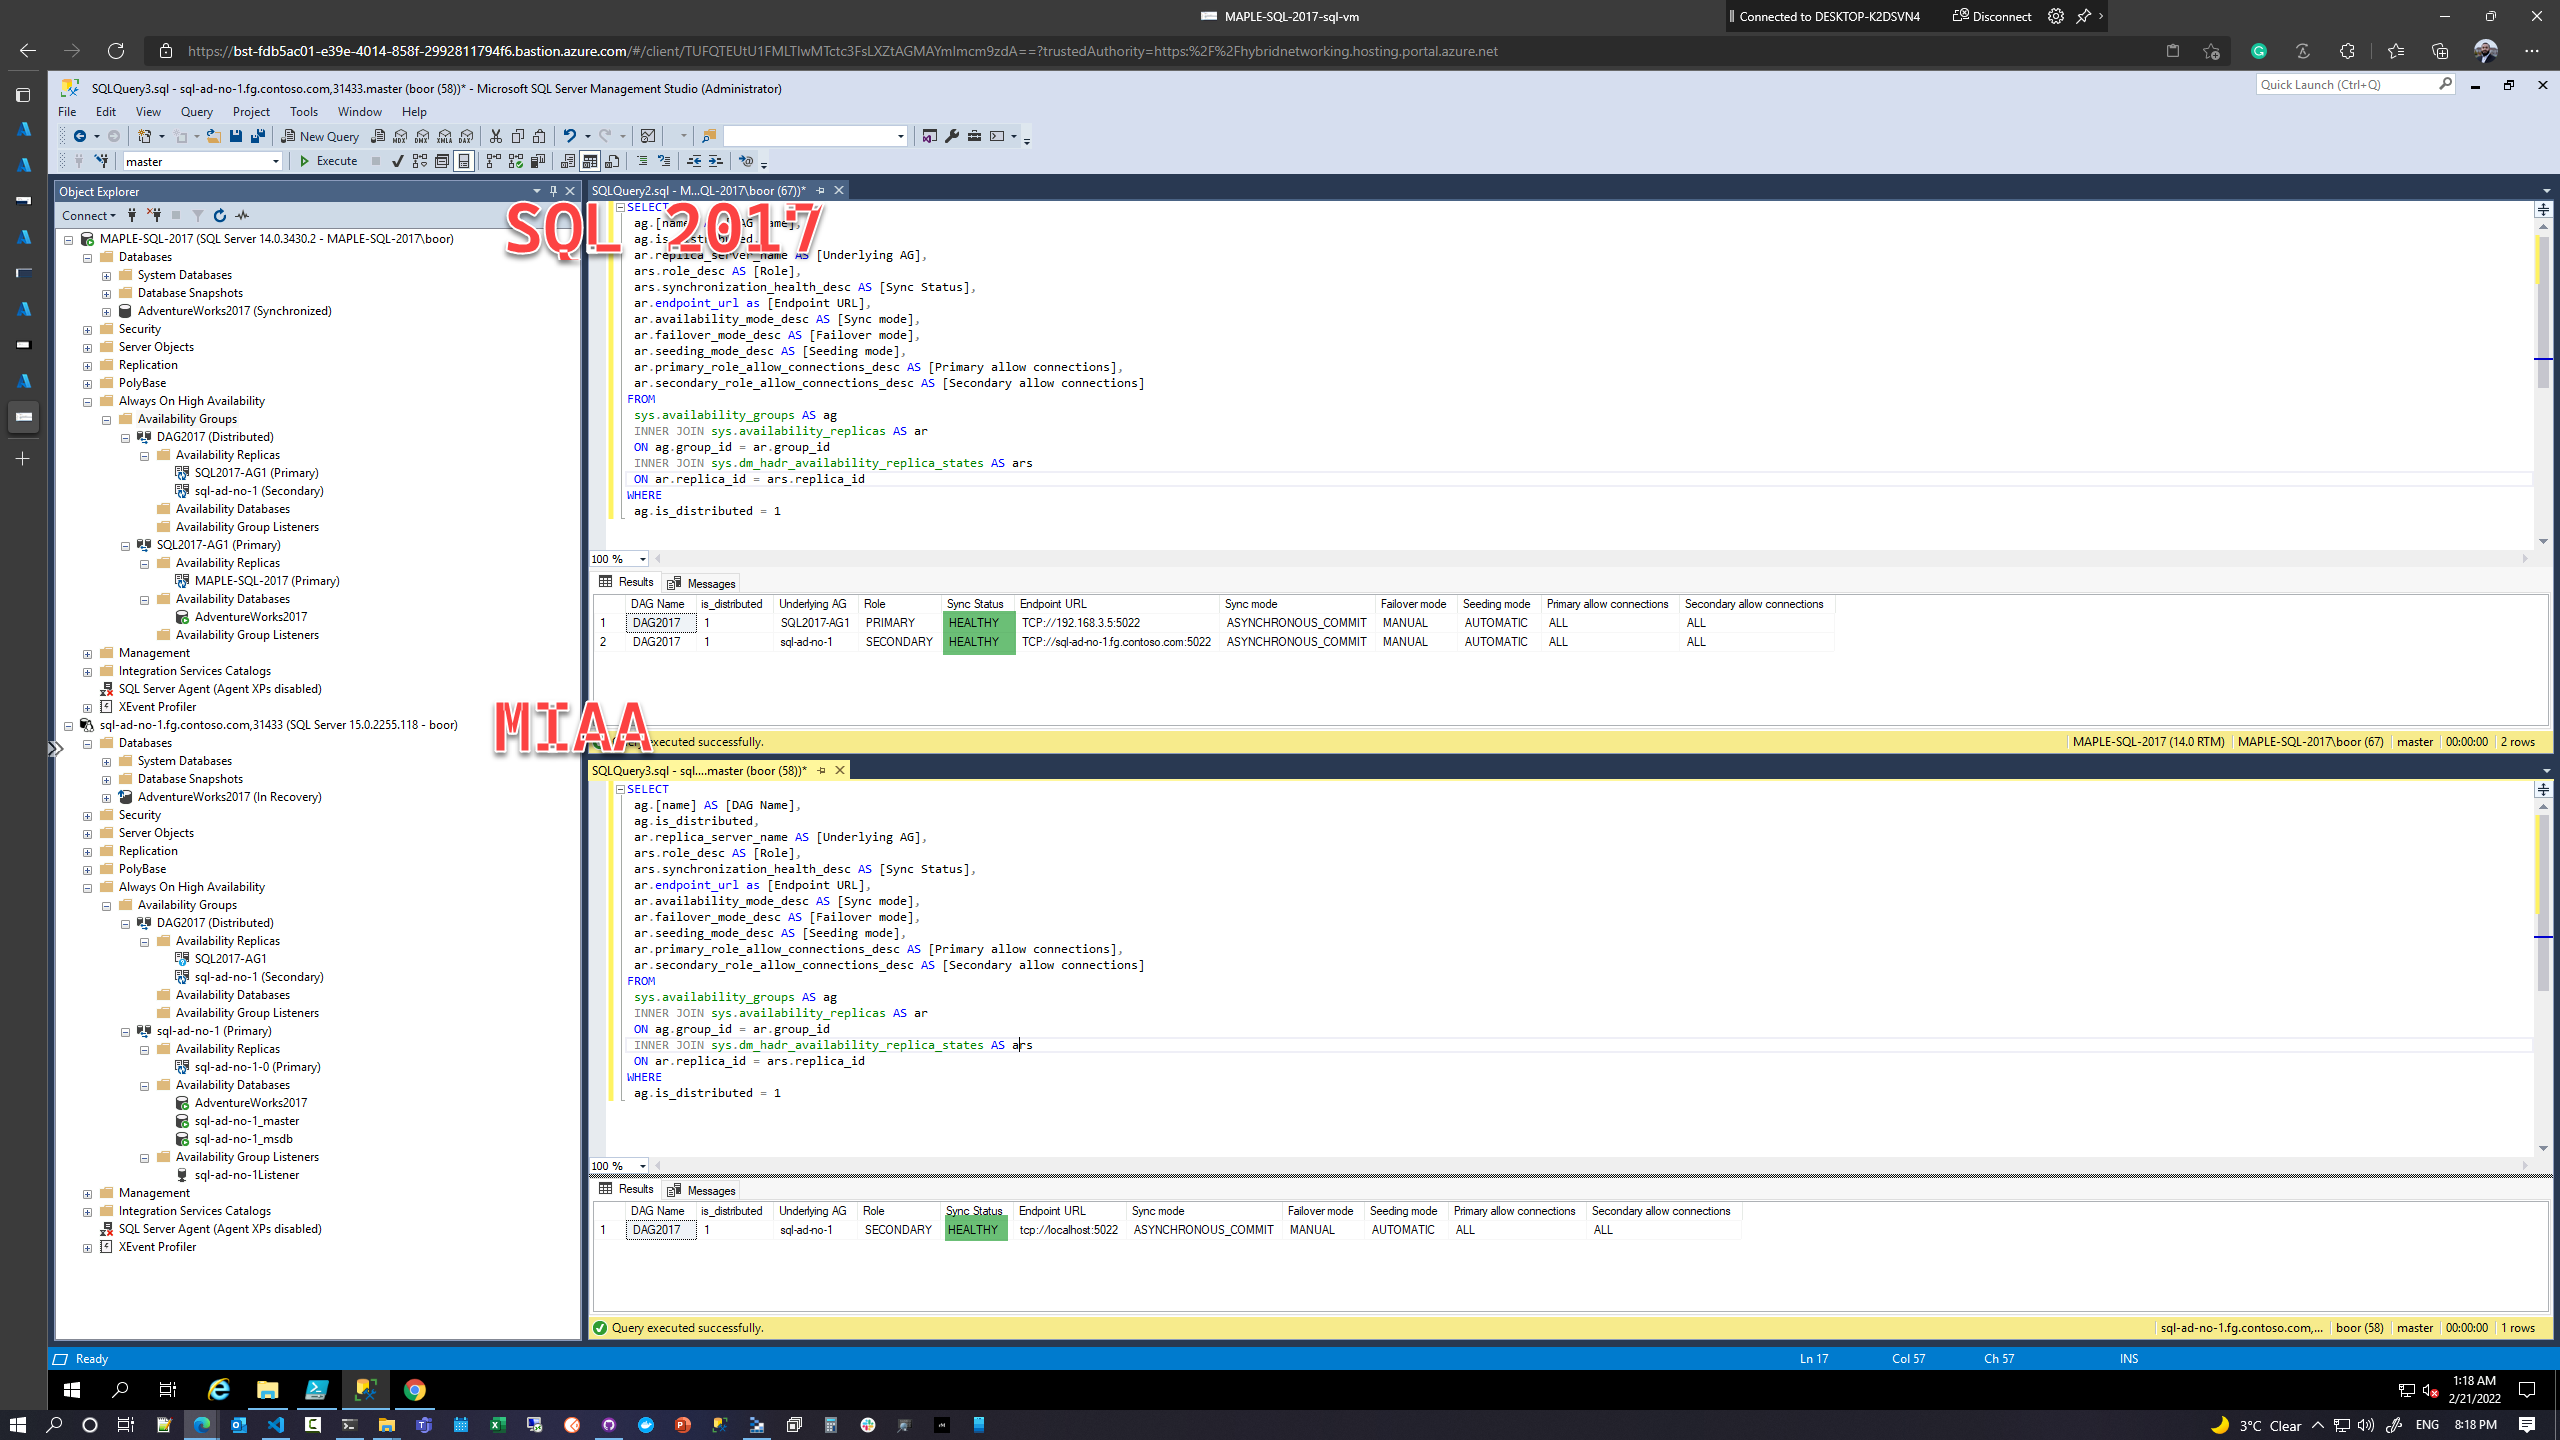 MAPLE-SQL-2017-sql-vm
Connected to DESKTOP-K2DSVN4
Disconnect
https://bst-fdb5ac01-e39e-4014-858f-2992811794f6.bastion.azure.com/#/client/TUFQTEUtU1FMLTIwMTctc3FsLXZtAGMAYmlmcm9zdA==?trustedAuthority=https:%2F%2Fhybridnetworking.hosting.portal.azure.net
SQLQuery3.sql - sql-ad-no-1.fg.contoso.com,31433.master (boor (58))* - Microsoft SQL Server Management Studio (Administrator)
Quick Launch (Ctrl+Q)
File Edit View Query Project Tools Window Help
New Query
master
Execute
Object Explorer
Connect
MAPLE-SQL-2017 (SQL Server 14.0.3430.2 - MAPLE-SQL-2017\boor)
Databases
System Databases
Database Snapshots
AdventureWorks2017 (Synchronized)
Security
Server Objects
Replication
PolyBase
Always On High Availability
Availability Groups
DAG2017 (Distributed)
Availability Replicas
SQL2017-AG1 (Primary)
sql-ad-no-1 (Secondary)
Availability Databases
Availability Group Listeners
SQL2017-AG1 (Primary)
Availability Replicas
MAPLE-SQL-2017 (Primary)
Availability Databases
AdventureWorks2017
Availability Group Listeners
Management
Integration Services Catalogs
SQL Server Agent (Agent XPs disabled)
XEvent Profiler
sql-ad-no-1.fg.contoso.com,31433 (SQL Server 15.0.2255.118 - boor)
Databases
System Databases
Database Snapshots
AdventureWorks2017 (In Recovery)
Security
Server Objects
Replication
PolyBase
Always On High Availability
Availability Groups
DAG2017 (Distributed)
Availability Replicas
SQL2017-AG1
sql-ad-no-1 (Secondary)
Availability Databases
Availability Group Listeners
sql-ad-no-1 (Primary)
Availability Replicas
sql-ad-no-1-0 (Primary)
Availability Databases
AdventureWorks2017
sql-ad-no-1_master
sql-ad-no-1_msdb
Availability Group Listeners
sql-ad-no-1Listener
Management
Integration Services Catalogs
SQL Server Agent (Agent XPs disabled)
XEvent Profiler
SQLQuery2.sql - M...QL-2017\boor (67))*
SQL 2017
SELECT
ag.[name] AS [DAG Name],
ag.is_distributed,
ar.replica_server_name AS [Underlying AG],
ars.role_desc AS [Role],
ars.synchronization_health_desc AS [Sync Status],
ar.endpoint_url as [Endpoint URL],
ar.availability_mode_desc AS [Sync mode],
ar.failover_mode_desc AS [Failover mode],
ar.seeding_mode_desc AS [Seeding mode],
ar.primary_role_allow_connections_desc AS [Primary allow connections],
ar.secondary_role_allow_connections_desc AS [Secondary allow connections]
FROM
sys.availability_groups AS ag
INNER JOIN sys.availability_replicas AS ar
ON ag.group_id = ar.group_id
INNER JOIN sys.dm_hadr_availability_replica_states AS ars
ON ar.replica_id = ars.replica_id
WHERE
ag.is_distributed = 1
100 %
Results Messages
DAG Name is_distributed Underlying AG Role Sync Status Endpoint URL Sync mode Failover mode Seeding mode Primary allow connections Secondary allow connections
1 DAG2017 1 SQL2017-AG1 PRIMARY HEALTHY TCP://192.168.3.5:5022 ASYNCHRONOUS_COMMIT MANUAL AUTOMATIC ALL ALL
2 DAG2017 1 sql-ad-no-1 SECONDARY HEALTHY TCP://sql-ad-no-1.fg.contoso.com:5022 ASYNCHRONOUS_COMMIT MANUAL AUTOMATIC ALL ALL
MIAA
executed successfully.
MAPLE-SQL-2017 (14.0 RTM) MAPLE-SQL-2017\boor (67) master 00:00:00 2 rows
SQLQuery3.sql - sql....master (boor (58))*
SELECT
ag.[name] AS [DAG Name],
ag.is_distributed,
ar.replica_server_name AS [Underlying AG],
ars.role_desc AS [Role],
ars.synchronization_health_desc AS [Sync Status],
ar.endpoint_url as [Endpoint URL],
ar.availability_mode_desc AS [Sync mode],
ar.failover_mode_desc AS [Failover mode],
ar.seeding_mode_desc AS [Seeding mode],
ar.primary_role_allow_connections_desc AS [Primary allow connections],
ar.secondary_role_allow_connections_desc AS [Secondary allow connections]
FROM
sys.availability_groups AS ag
INNER JOIN sys.availability_replicas AS ar
ON ag.group_id = ar.group_id
INNER JOIN sys.dm_hadr_availability_replica_states AS ars
ON ar.replica_id = ars.replica_id
WHERE
ag.is_distributed = 1
100 %
Results Messages
DAG Name is_distributed Underlying AG Role Sync Status Endpoint URL Sync mode Failover mode Seeding mode Primary allow connections Secondary allow connections
1 DAG2017 1 sql-ad-no-1 SECONDARY HEALTHY tcp://localhost:5022 ASYNCHRONOUS_COMMIT MANUAL AUTOMATIC ALL ALL
Query executed successfully.
sql-ad-no-1.fg.contoso.com,... boor (58) master 00:00:00 1 rows
Ready
Ln 17 Col 57 Ch 57 INS
1:18 AM
2/21/2022
3°C Clear
ENG
8:18 PM